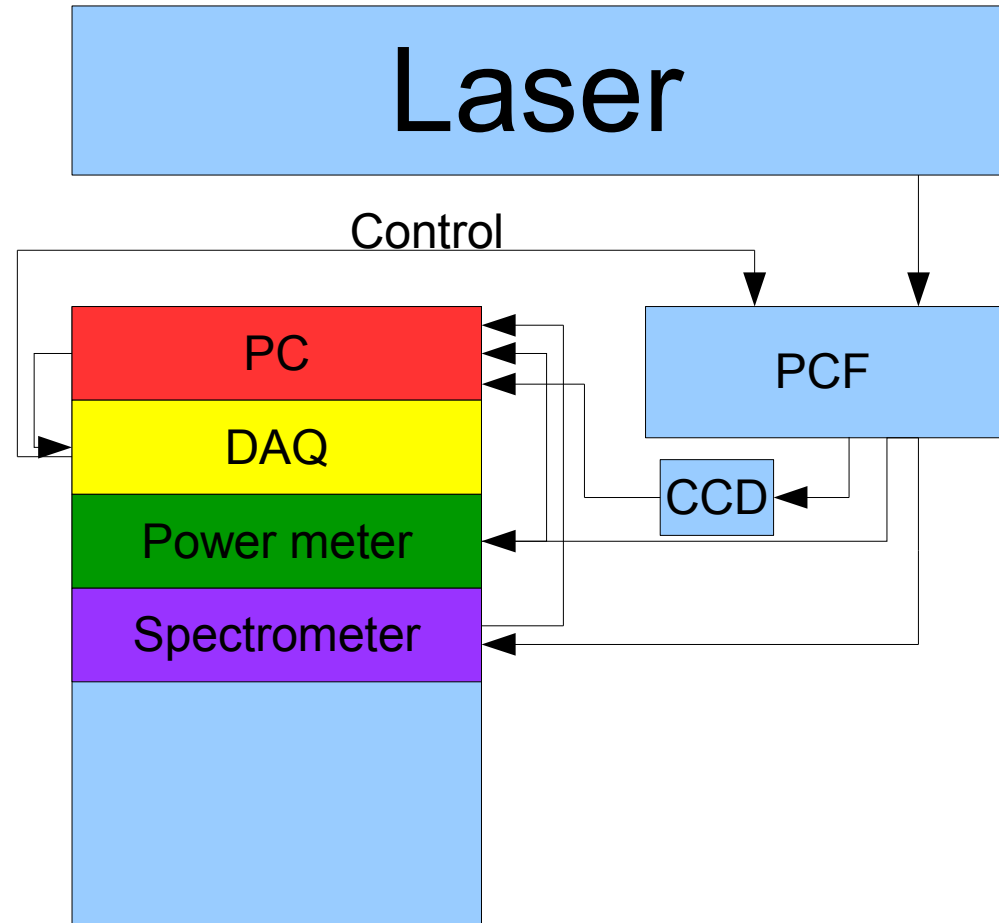 Laser
Control
PC
PCF
DAQ
CCD
Power meter
Spectrometer